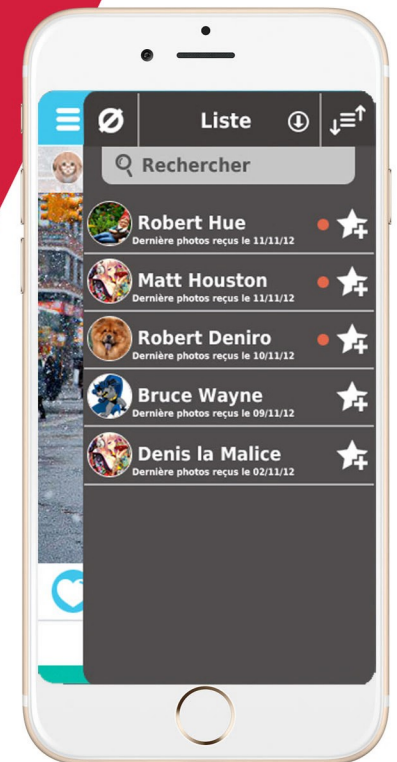 Liste
Rechercher
Robert Hue
Dernière photos reçus le 11/11/12
Matt Houston
Dernière photos reçus le 11/11/12
Robert Deniro
Dernière photos reçus le 10/11/12
Bruce Wayne
Dernière photos reçus le 09/11/12
Denis la Malice
Dernière photos reçus le 02/11/12